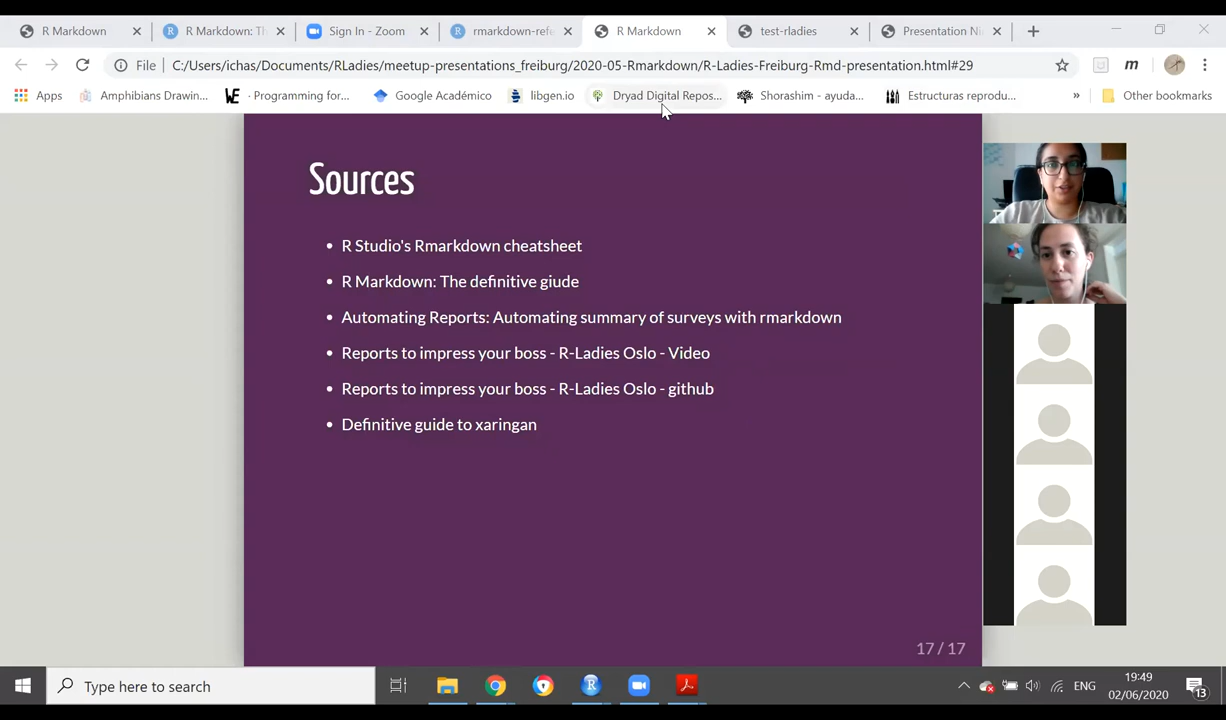 R Markdown
R Markdown: Th
Sign In - Zoom
rmarkdown-refe
R Markdown
test-rladies
Presentation Ni
File
C:/Users/ichas/Documents/RLadies/meetup-presentations_freiburg/2020-05-Rmarkdown/R-Ladies-Freiburg-Rmd-presentation.html#29
m
Apps
Amphibians Drawin...
WE
· Programming for...
Google Académico
libgen.io
Dryad Digital Repos...
Shorashim - ayuda...
Estructuras reprodu...
»
Other bookmarks
Sources
• R Studio's Rmarkdown cheatsheet
• R Markdown: The definitive giude
• Automating Reports: Automating summary of surveys with rmarkdown
• Reports to impress your boss - R-Ladies Oslo - Video
• Reports to impress your boss - R-Ladies Oslo - github
• Definitive guide to xaringan
17 / 17
Type here to search
ENG
19:49
02/06/2020
13